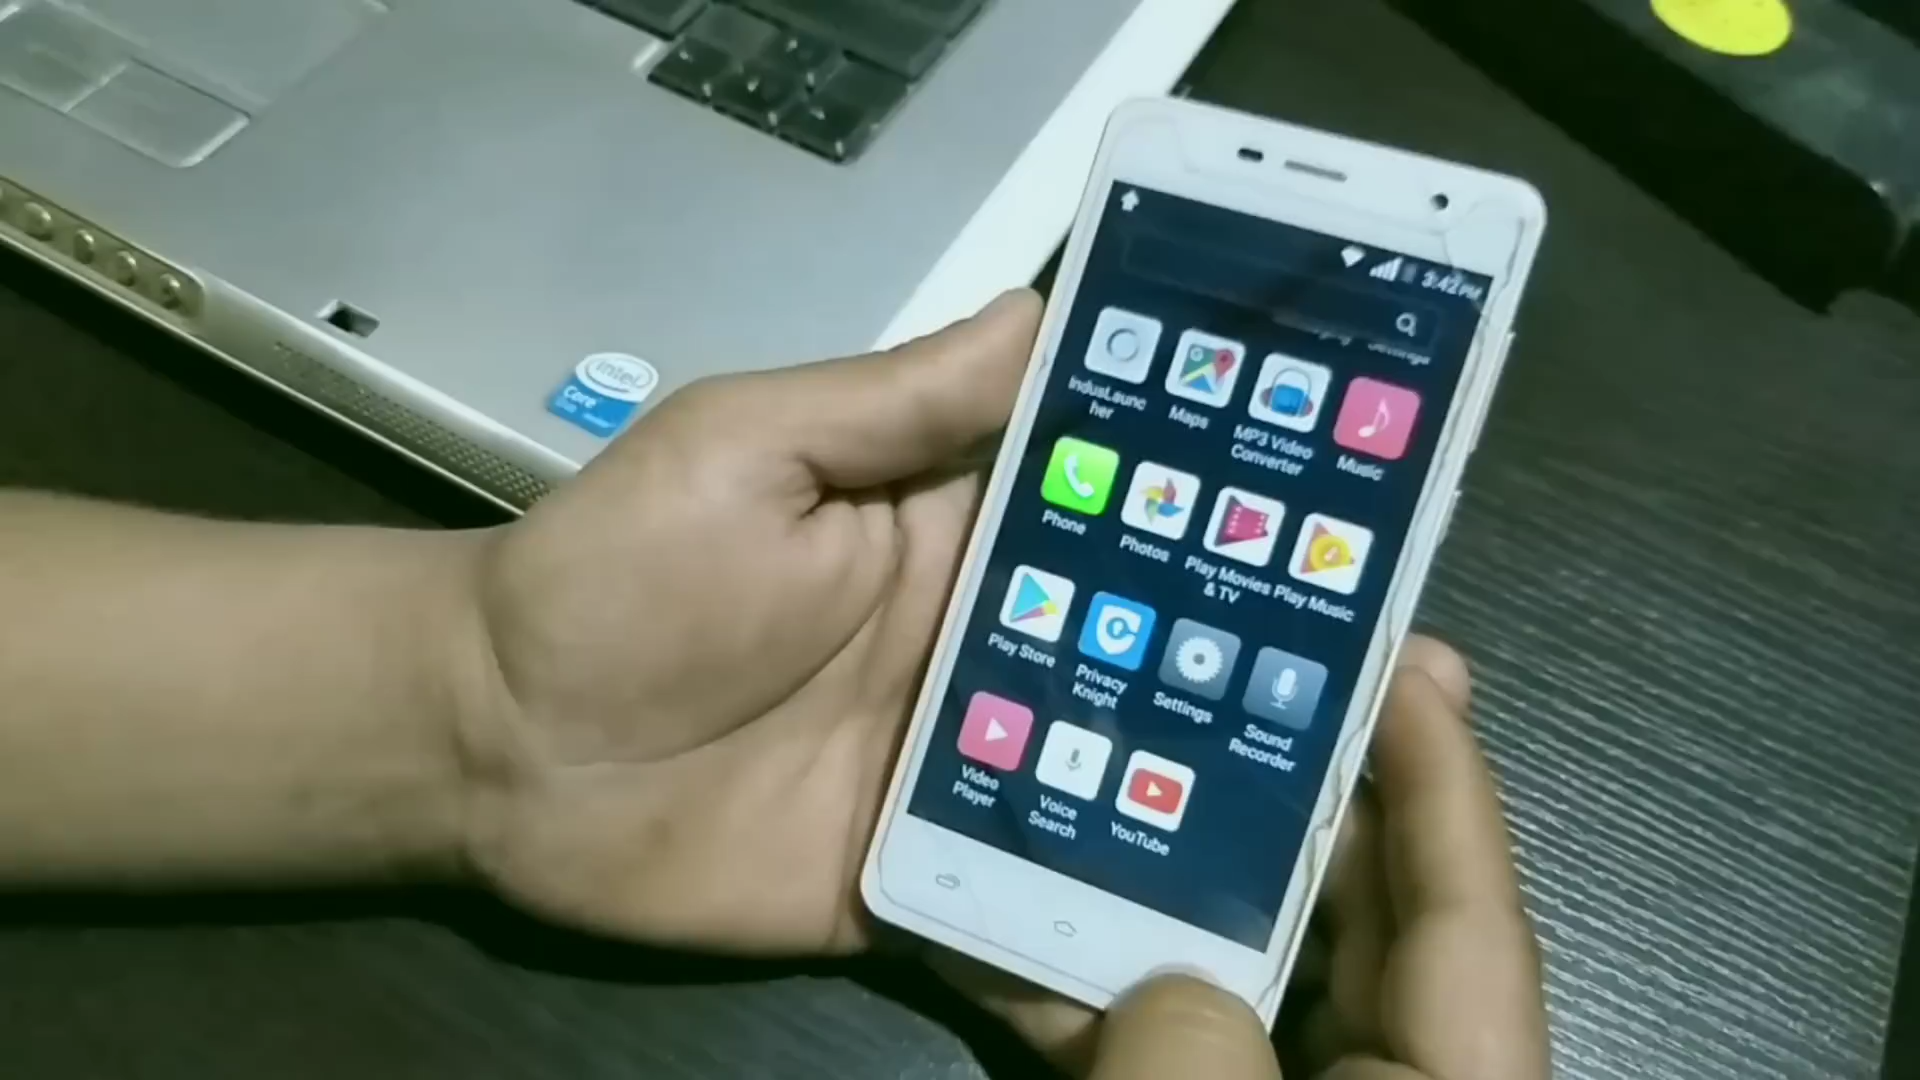 3:42 PM
Settings
IndusLaunc
her
Maps
MP3 Video
Converter
Music
Phone
Photos
Play Movies
& TV
Play Music
Play Store
Privacy
Knight
Settings
Sound
Recorder
Video
Player
Voice
Search
YouTube
intel
Core